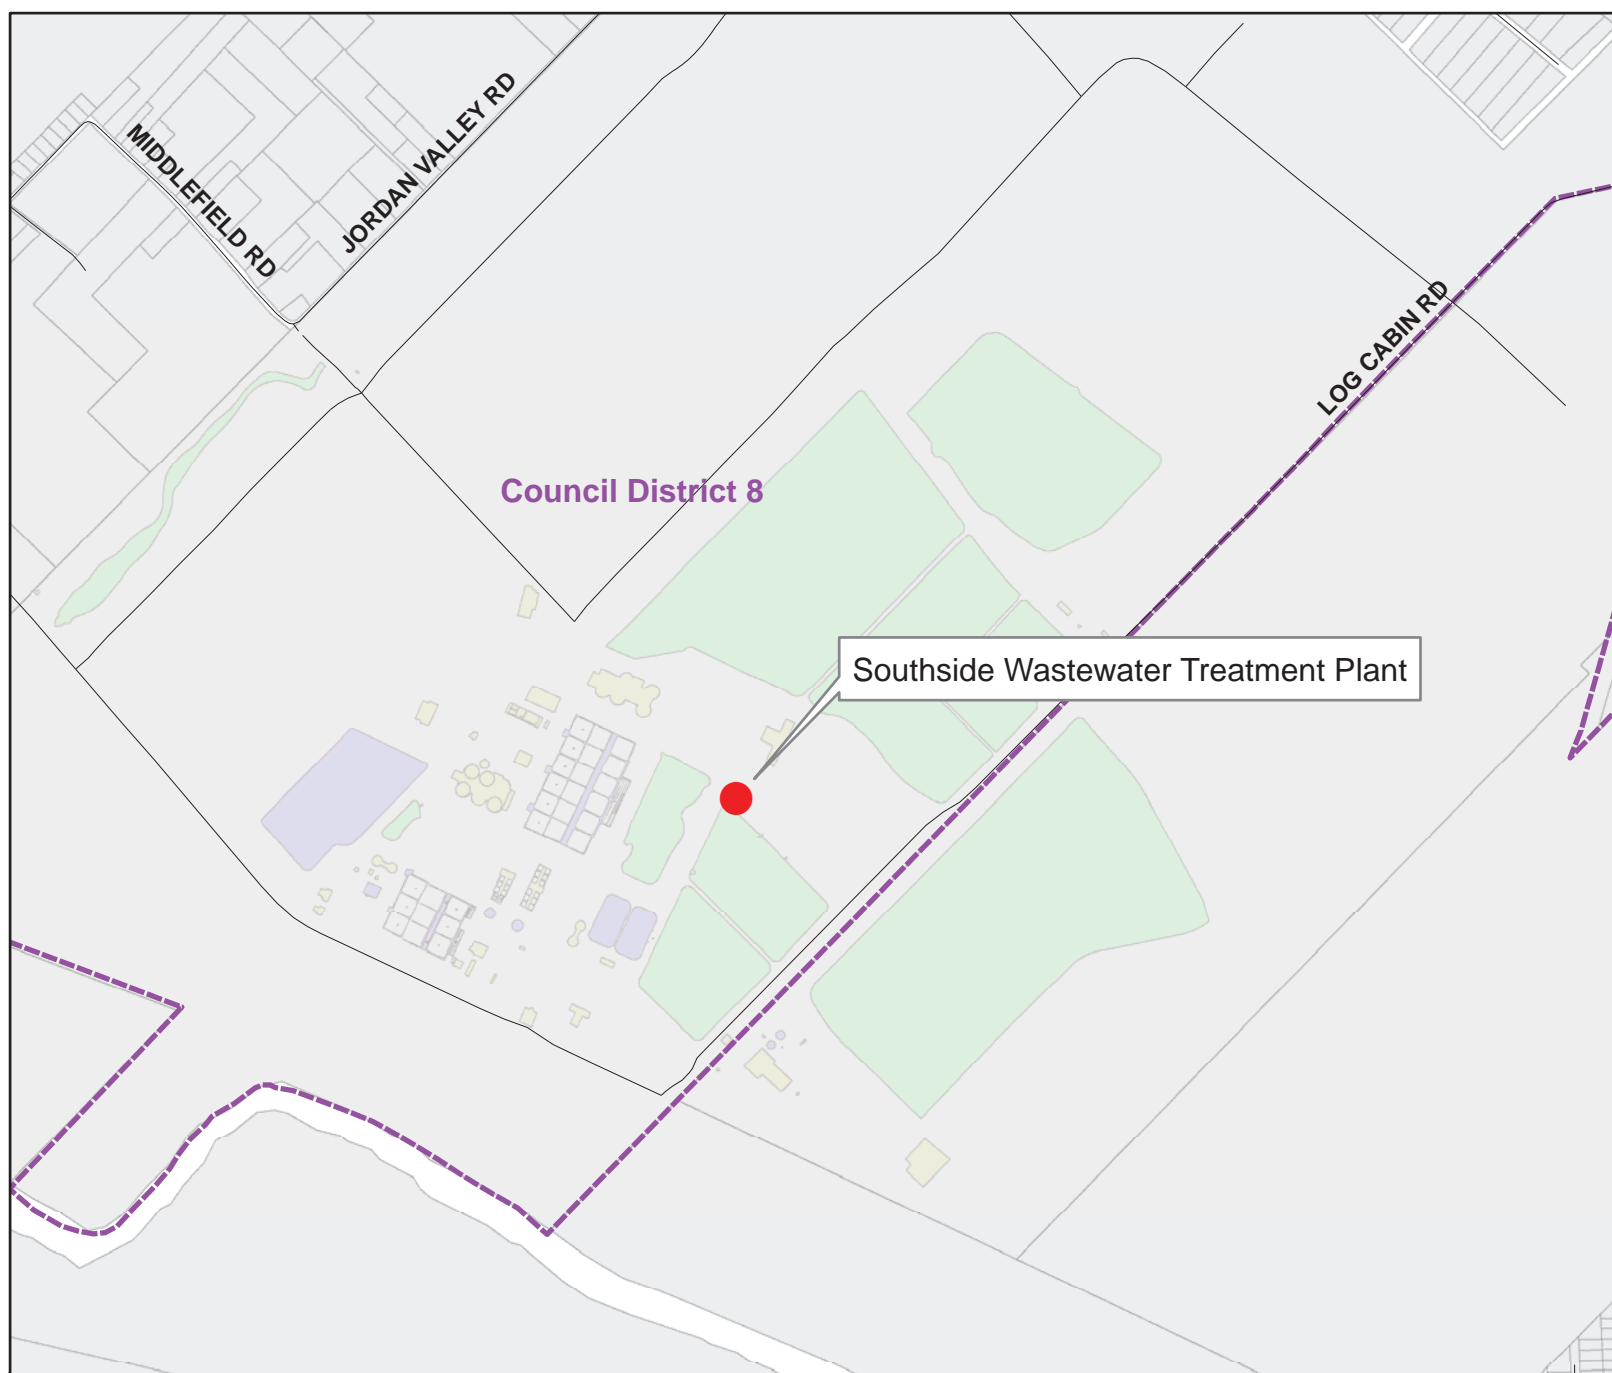 MIDDLEFIELD RD
JORDAN VALLEY RD
LOG CABIN RD
Council District 8
Southside Wastewater Treatment Plant